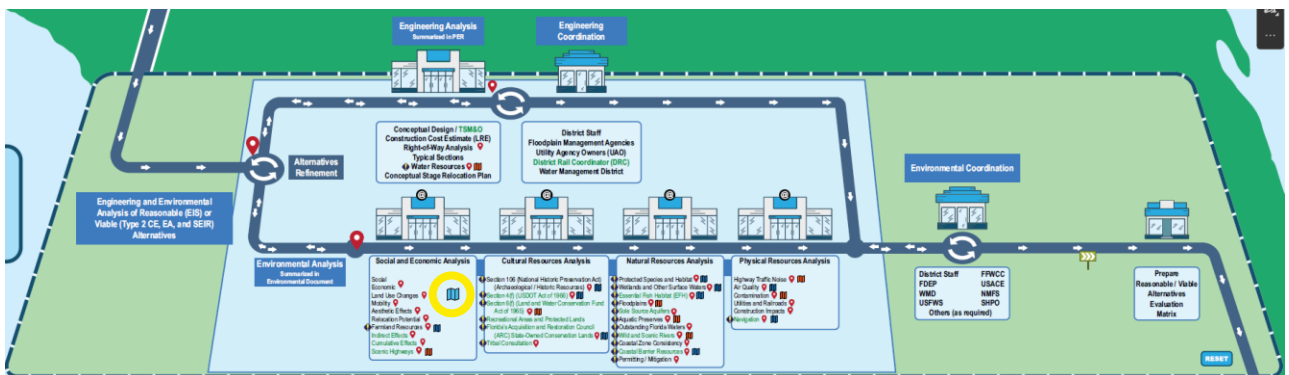 Engineering Analysis
Summarized in PER
Engineering
Coordination
Conceptual Design / TSM&O
Construction Cost Estimate (LRE)
Right-of-Way Analysis
Typical Sections
Water Resources
Conceptual Stage Relocation Plan
District Staff
Floodplain Management Agencies
Utility Agency Owners (UAO)
District Rail Coordinator (DRC)
Water Management District
Alternatives
Refinement
Engineering and Environmental
Analysis of Reasonable (EIS) or
Viable (Type 2 CE, EA, and SEIR)
Alternatives
Environmental Analysis
Summarized in
Environmental Document
Social and Economic Analysis
Social
Economic
Land Use Changes
Mobility
Aesthetic Effects
Relocation Potential
Farmland Resources
Indirect Effects
Cumulative Effects
Scenic Highways
Cultural Resources Analysis
Section 106 (National Historic Preservation Act)
(Archaeological / Historic Resources)
Section 4(f) (USDOT Act of 1966)
Section 6(f) (Land and Water Conservation Fund
Act of 1965)
Recreational Areas and Protected Lands
Florida's Acquisition and Restoration Council
(ARC) State-Owned Conservation Lands
Tribal Consultation
Natural Resources Analysis
Protected Species and Habitat
Wetlands and Other Surface Waters
Essential Fish Habitat (EFH)
Floodplains
Sole Source Aquifers
Aquatic Preserves
Outstanding Florida Waters
Wild and Scenic Rivers
Coastal Zone Consistency
Coastal Barrier Resources
Permitting / Mitigation
Physical Resources Analysis
Highway Traffic Noise
Air Quality
Contamination
Utilities and Railroads
Construction Impacts
Navigation
Environmental Coordination
District Staff FFWCC
FDEP USACE
WMD NMFS
USFWS SHPO
Others (as required)
Prepare
Reasonable / Viable
Alternatives
Evaluation
Matrix
RESET